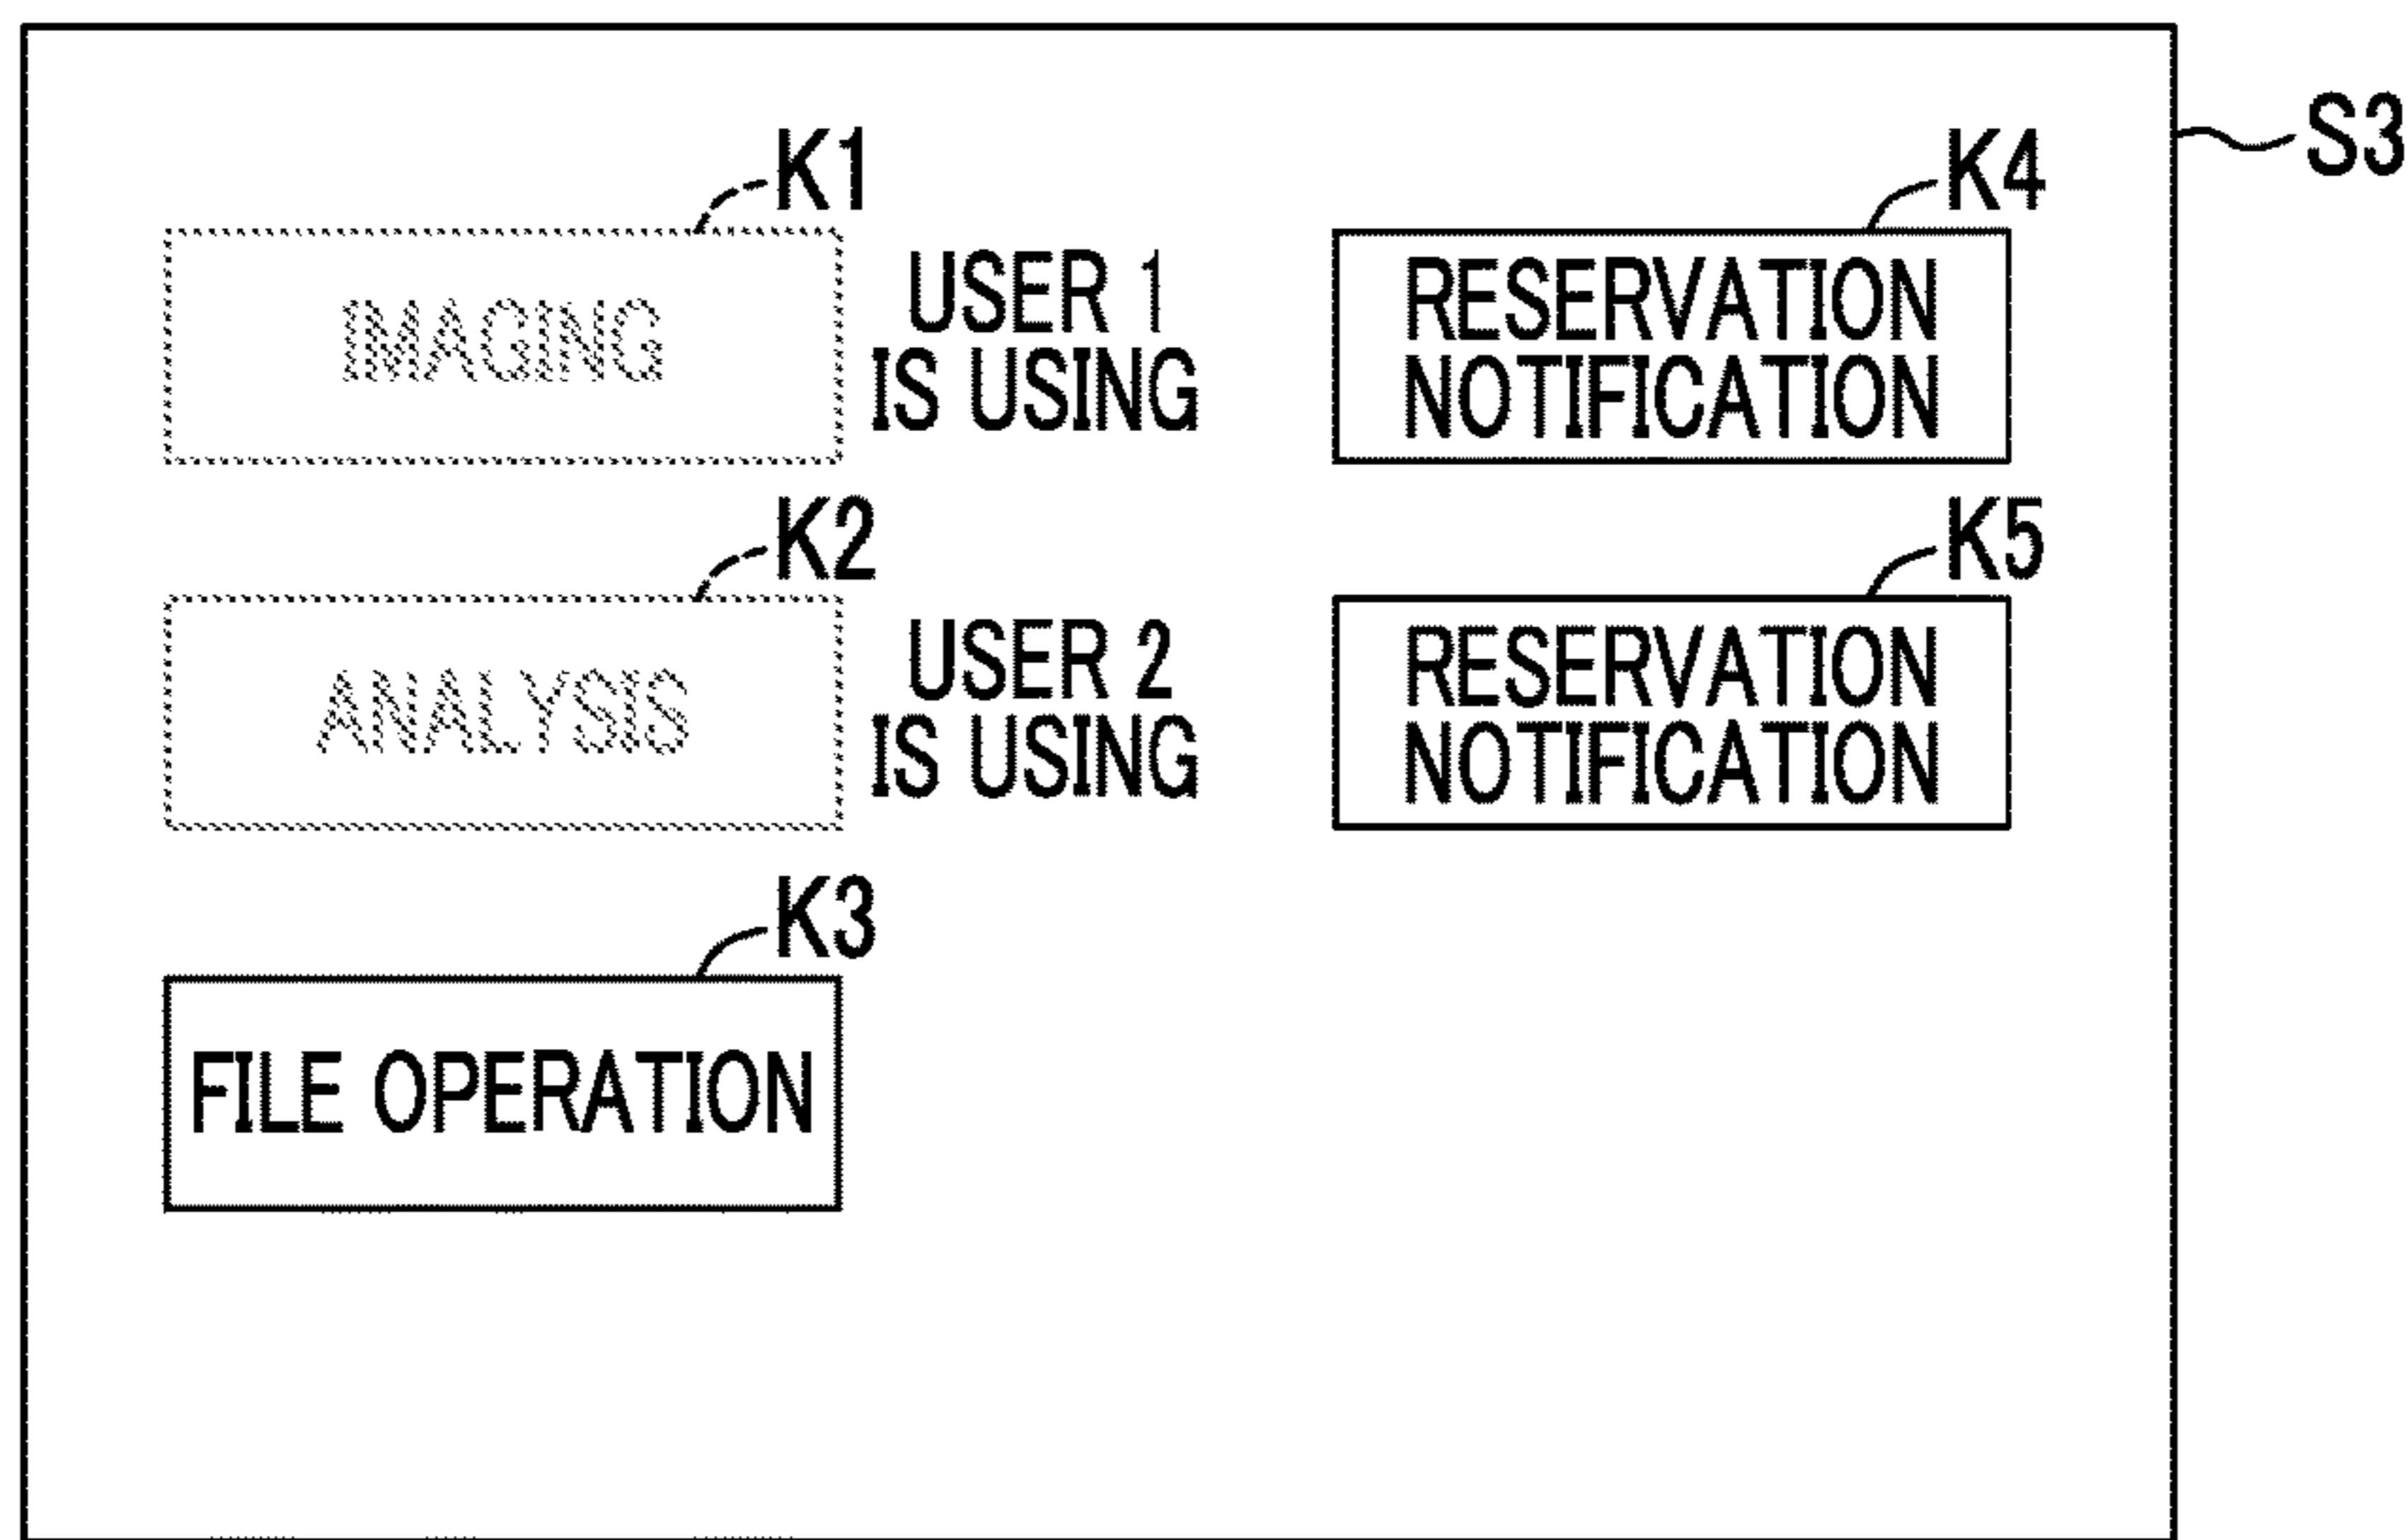 S3
K1
K4
IMAGING
USER 1
IS USING
RESERVATION
NOTIFICATION
K2
K5
ANALYSIS
USER 2
IS USING
RESERVATION
NOTIFICATION
K3
FILE OPERATION